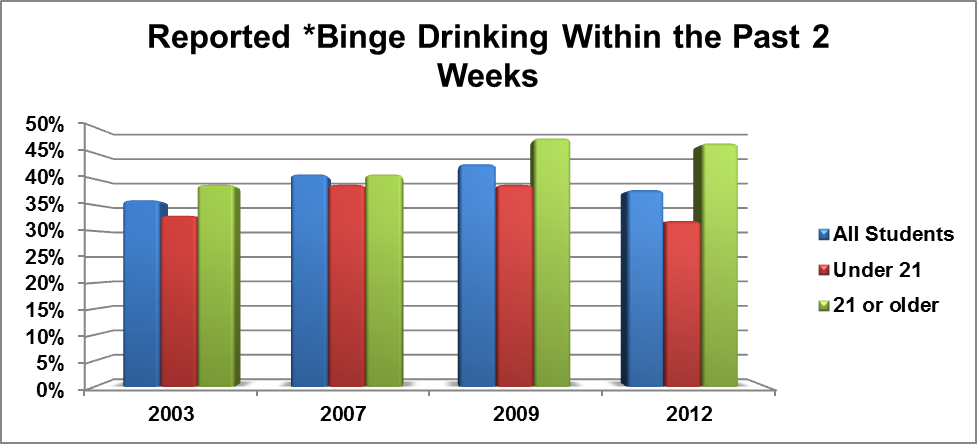 Reported *Binge Drinking Within the Past 2
Weeks
50%
45%
40%
35%
30%
25%
20%
15%
10%
5%
0%
2003 2007 2009 2012
All Students
Under 21
21 or older